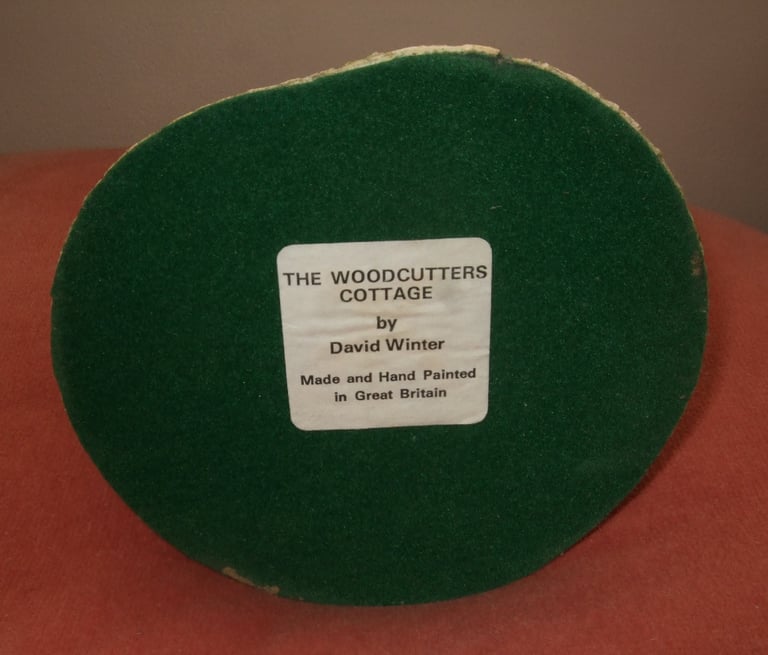 THE WOODCUTTERS
COTTAGE
by
David Winter
Made and Hand Painted
in Great Britain